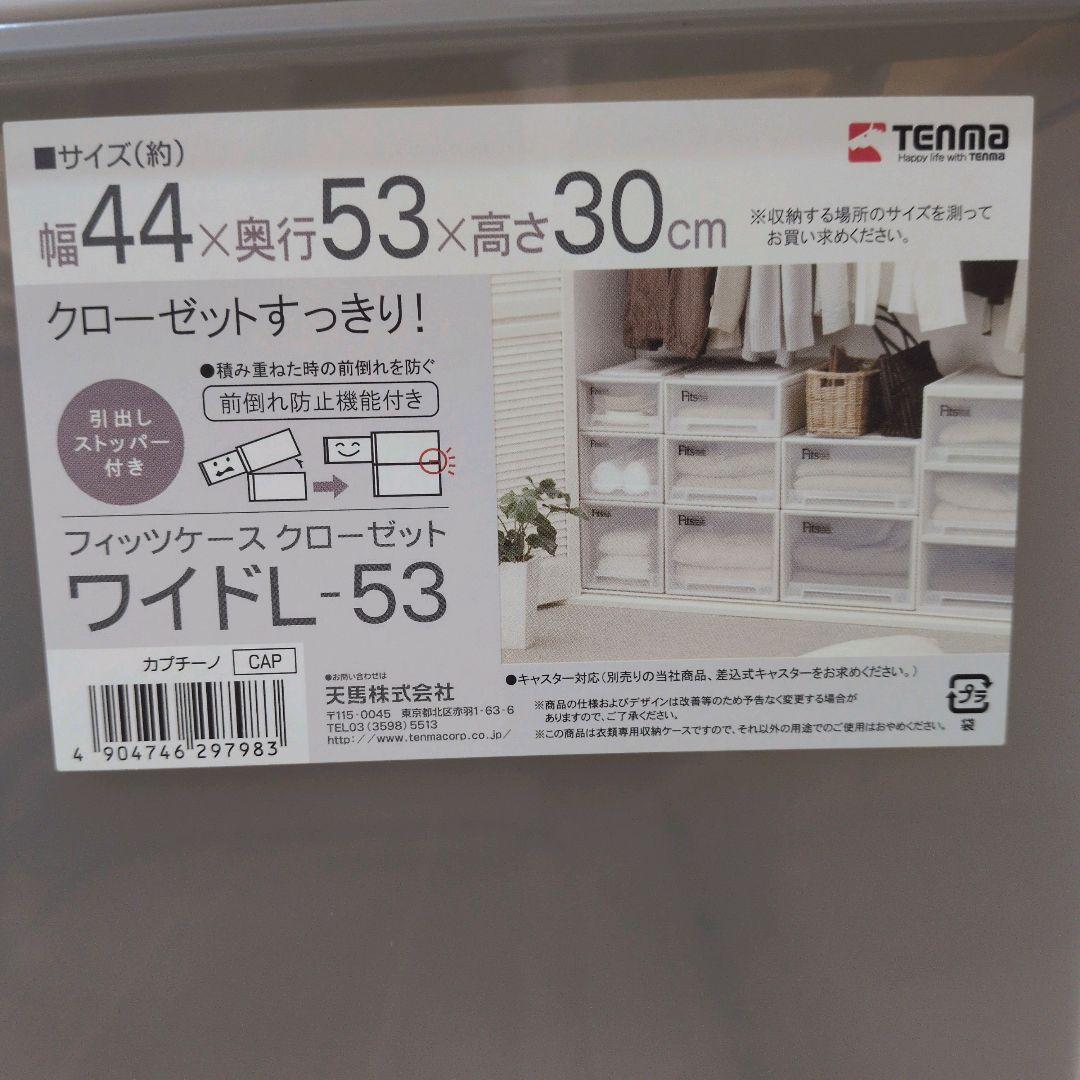 ■サイズ(約)
幅44×奥行53×高さ30cm
TENMA
Happy life with TENMA
※収納する場所のサイズを測って
お買い求めください。
クローゼットすっきり!
●積み重ねた時の前倒れを防ぐ
前倒れ防止機能付き
引出し
ストッパー
付き
フィッツケース クローゼット
ワイドL-53
カプチーノ CAP
4 904746 297983
●お問い合わせは
天馬株式会社
〒115-0045 東京都北区赤羽1-63-6
TEL03(3598)5513
http://www.tenmacorp.co.jp/
Fits
Fits
Fits
Fits
Fits
Fits
Fits
Fits
Fits
●キャスター対応(別売りの当社商品、差込式キャスターをお求めください。)
※商品の仕様およびデザインは改善等のため予告なく変更する場合が
ありますので、ご了承ください。
※この商品は衣類専用収納ケースですので、それ以外の用途でのご使用はおやめください。
プラ
袋